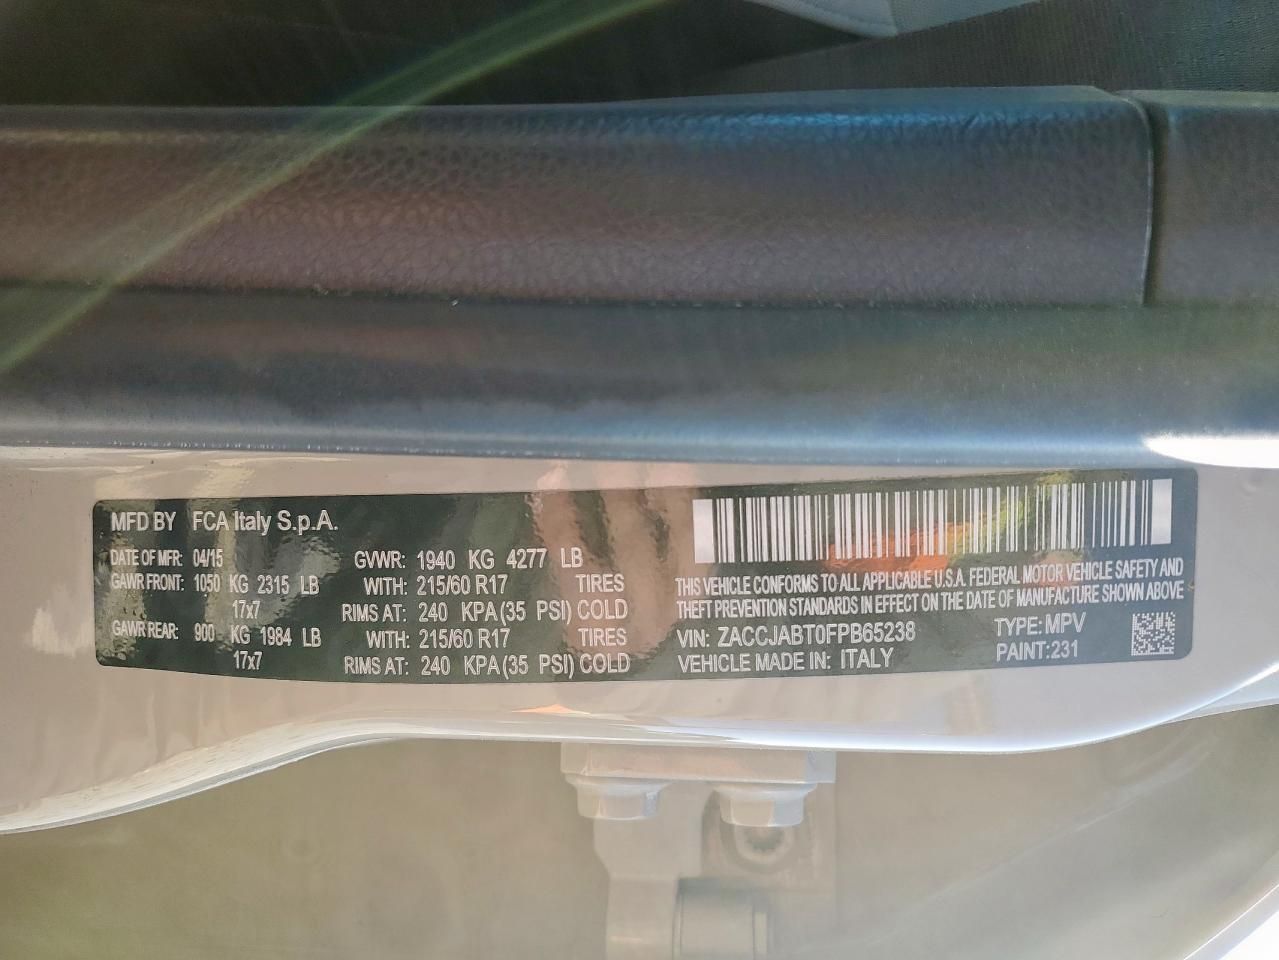 MFD BY FCA Italy S.p.A.
DATE OF MFR: 04/15 GVWR: 1940 KG 4277 LB
GAWR FRONT: 1050 KG 2315 LB WITH: 215/60 R17 TIRES
17x7 RIMS AT: 240 KPA(35 PSI) COLD
GAWR REAR: 900 KG 1984 LB WITH: 215/60 R17 TIRES
17x7 RIMS AT: 240 KPA(35 PSI) COLD
THIS VEHICLE CONFORMS TO ALL APPLICABLE U.S.A. FEDERAL MOTOR VEHICLE SAFETY AND
THEFT PREVENTION STANDARDS IN EFFECT ON THE DATE OF MANUFACTURE SHOWN ABOVE
VIN: ZACCJABT0FPB65238 TYPE: MPV
VEHICLE MADE IN: ITALY PAINT:231